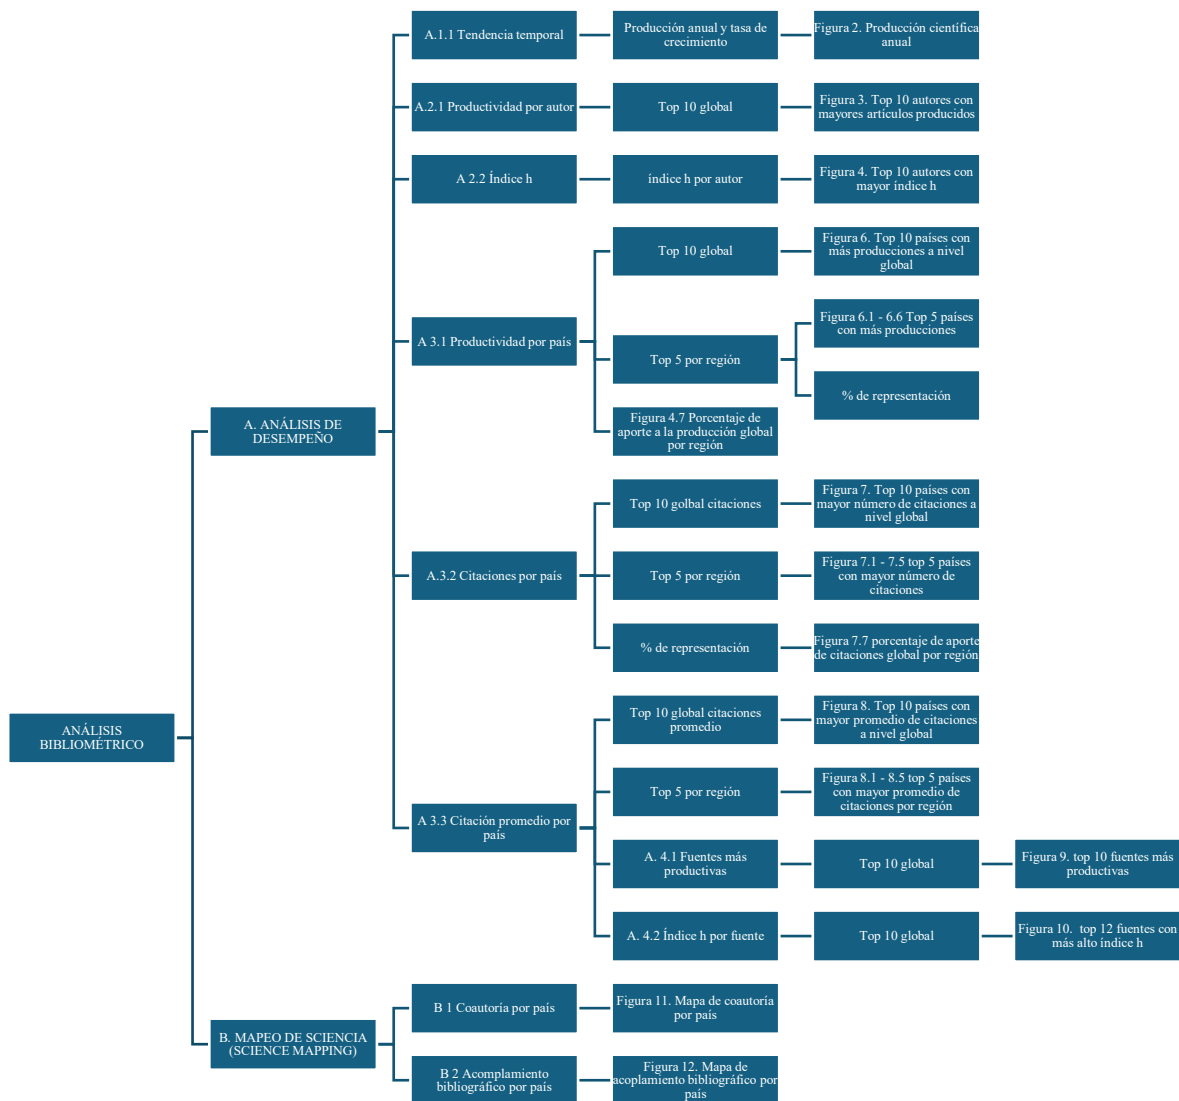 A.1.1 Tendencia temporal
Producción anual y tasa de
crecimiento
Figura 2. Producción científica
anual
A.2.1 Productividad por autor
Top 10 global
Figura 3. Top 10 autores con
mayores artículos producidos
A 2.2 Índice h
índice h por autor
Figura 4. Top 10 autores con
mayor índice h
Top 10 global
Figura 6. Top 10 países con
más producciones a nivel
global
A 3.1 Productividad por país
Top 5 por región
Figura 6.1 - 6.6 Top 5 países
con más producciones
% de representación
Figura 4.7 Porcentaje de
aporte a la producción global
por región
A. ANÁLISIS DE
DESEMPEÑO
Top 10 golbal citaciones
Figura 7. Top 10 países con
mayor número de citaciones a
nivel global
A.3.2 Citaciones por país
Top 5 por región
Figura 7.1 - 7.5 top 5 países
con mayor número de
citaciones
% de representación
Figura 7.7 porcentaje de aporte
de citaciones global por región
ANÁLISIS
BIBLIOMÉTRICO
Top 10 global citaciones
promedio
Figura 8. Top 10 países con
mayor promedio de citaciones
a nivel global
A 3.3 Citación promedio por
país
Top 5 por región
Figura 8.1 - 8.5 top 5 países
con mayor promedio de
citaciones por región
A. 4.1 Fuentes más
productivas
Top 10 global
Figura 9. top 10 fuentes más
productivas
A. 4.2 Índice h por fuente
Top 10 global
Figura 10.  top 12 fuentes con
más alto índice h
B. MAPEO DE SCIENCIA
(SCIENCE MAPPING)
B 1 Coautoría por país
Figura 11. Mapa de coautoría
por país
B 2 Acomplamiento
bibliográfico por país
Figura 12. Mapa de
acoplamiento bibliográfico por
país